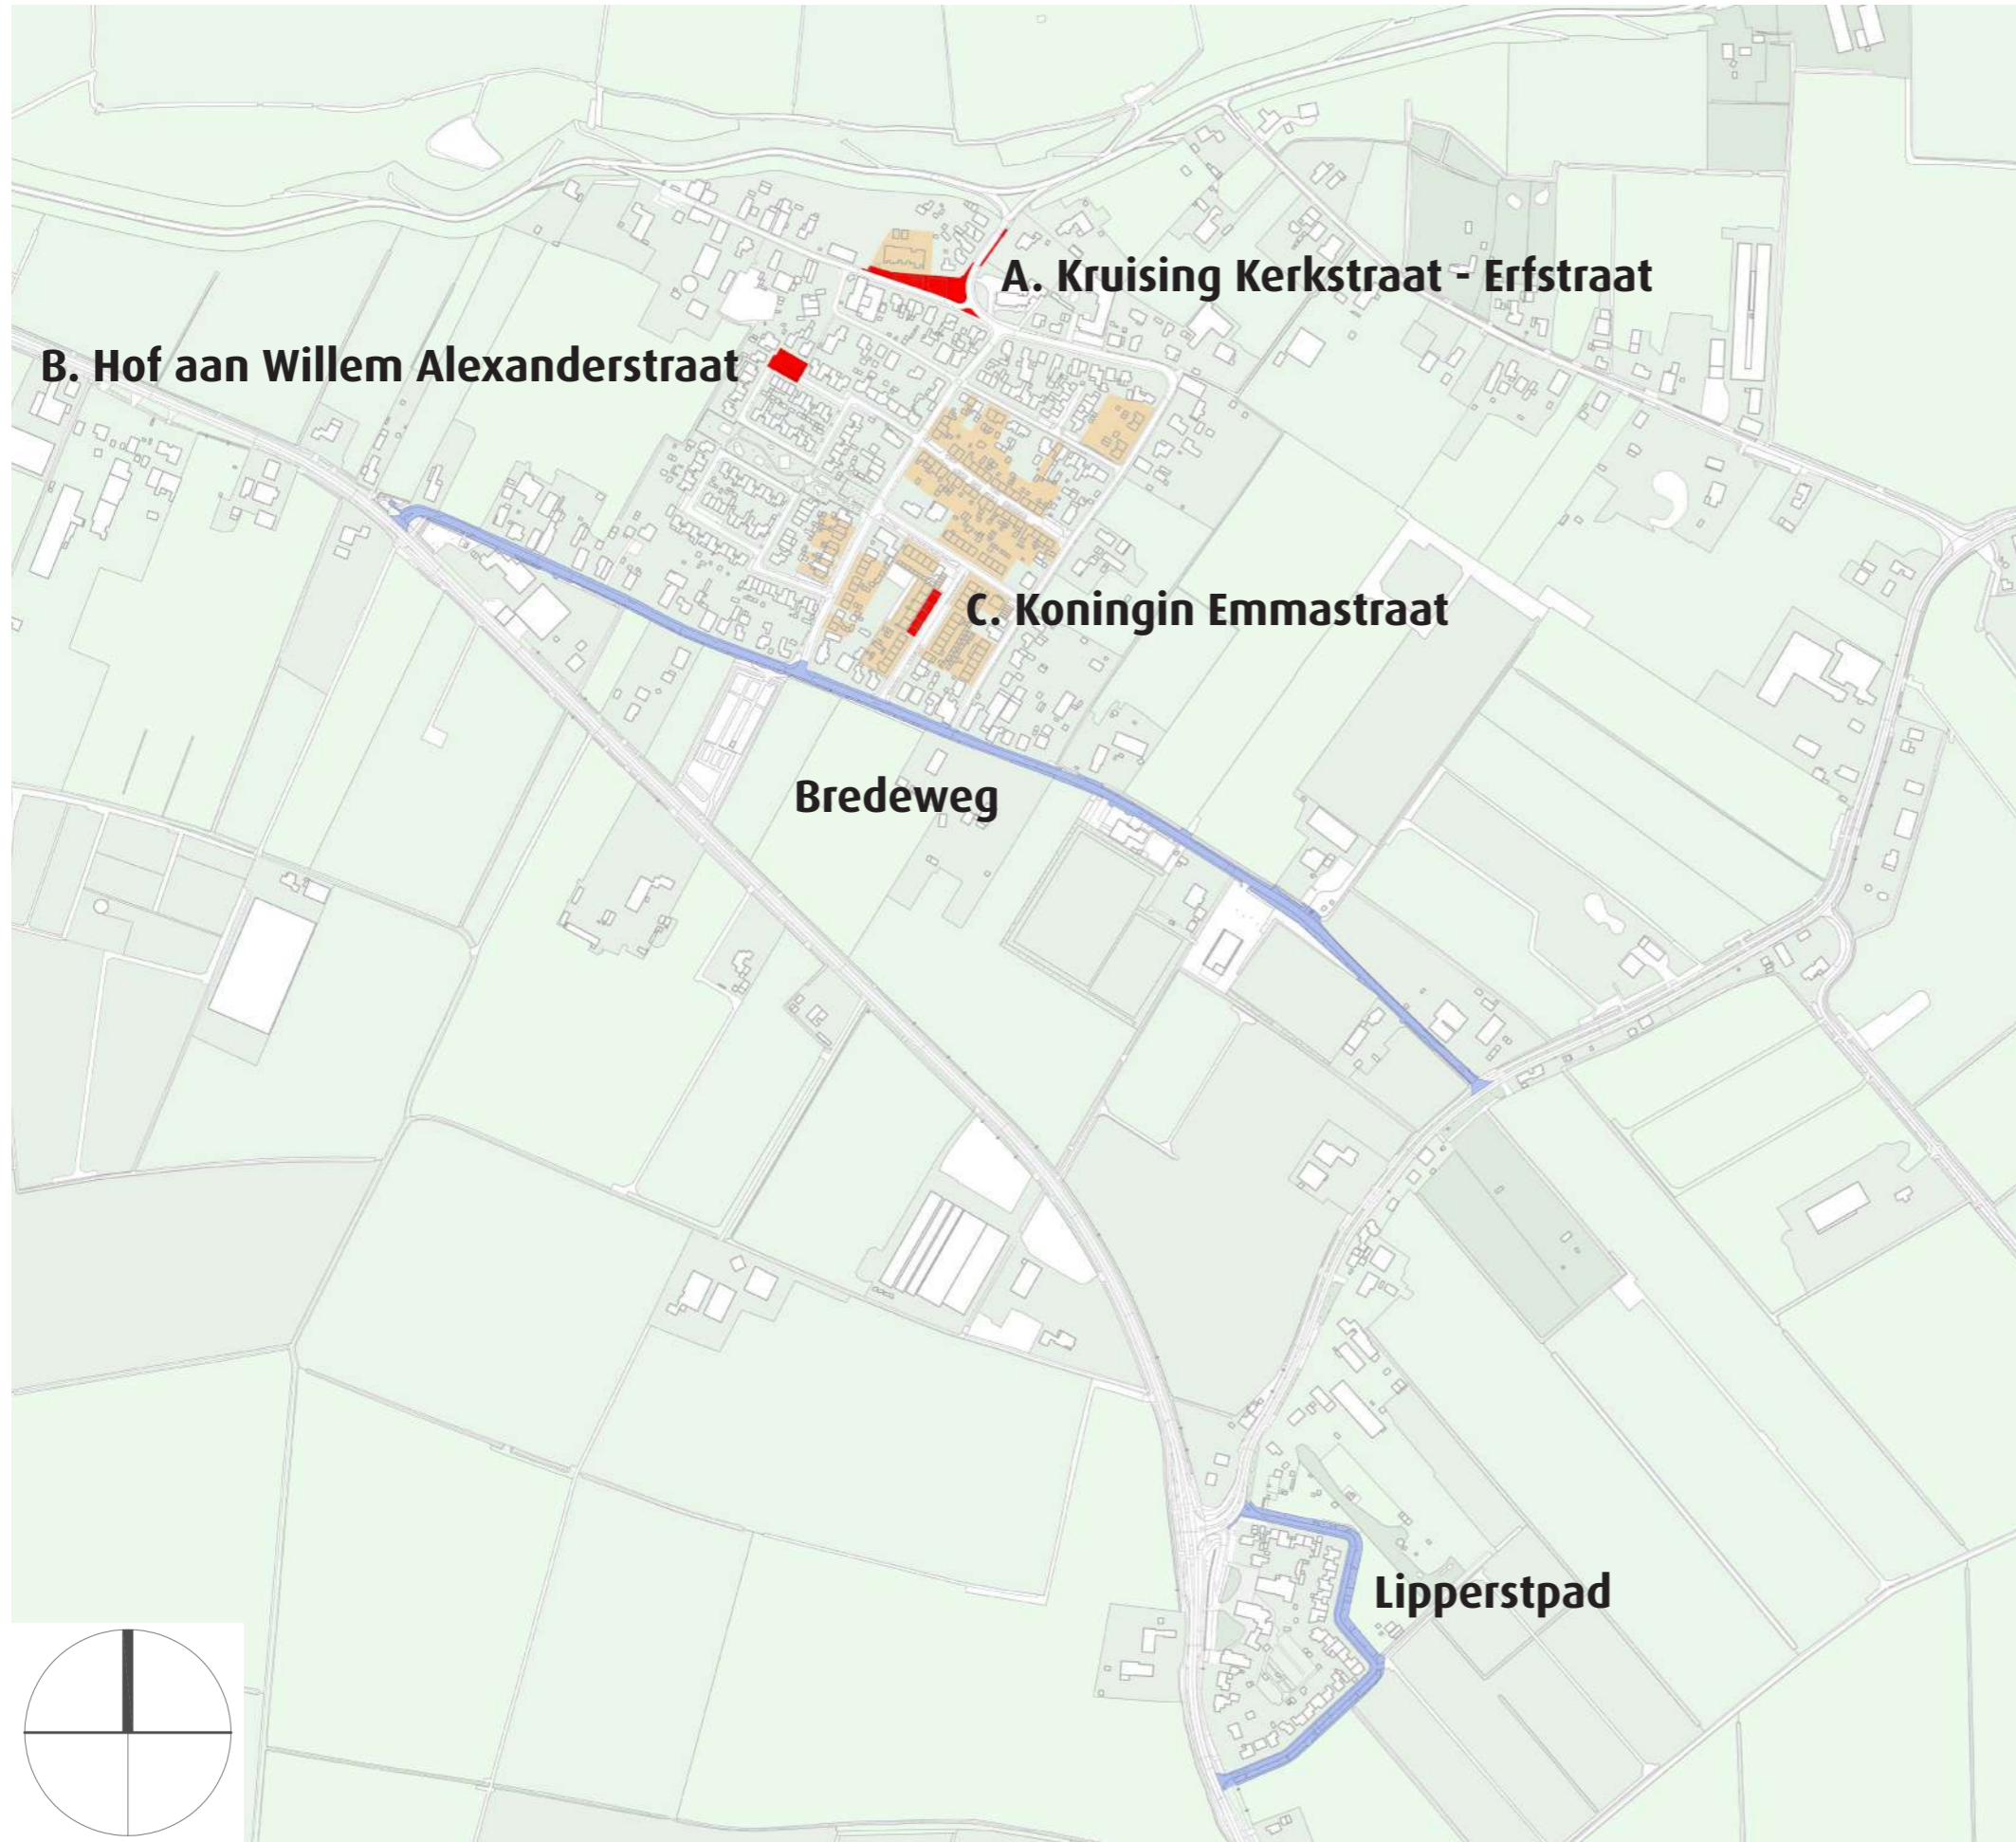 A. Kruising Kerkstraat - Erfstraat
B. Hof aan Willem Alexanderstraat
C. Koningin Emmastraat
Bredeweg
Lipperstpad